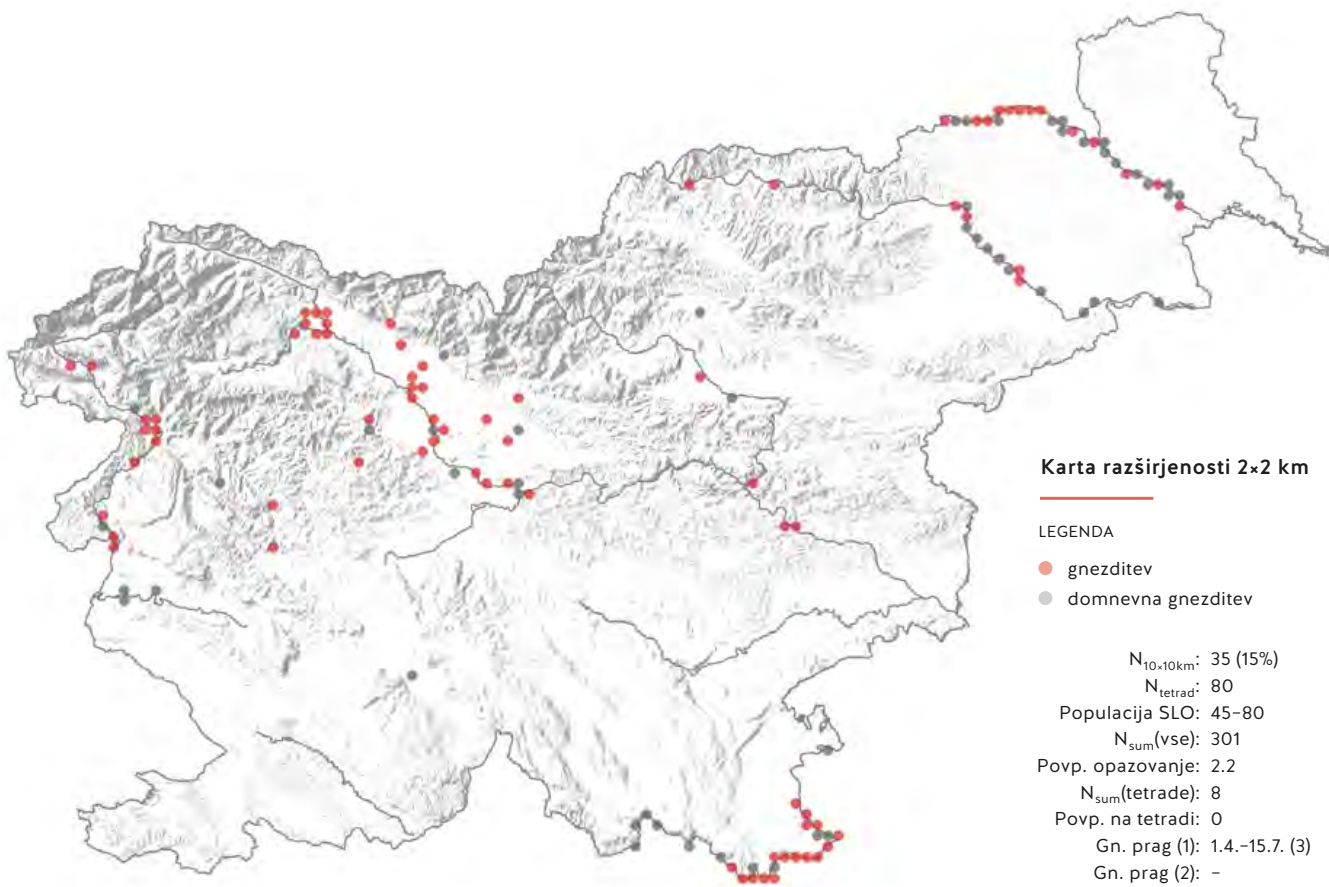 Karta razširjenosti 2×2 km
LEGENDA
gnezditev
domnevna gnezditev
N10×10km: 35 (15%)
Ntetrad: 80
Populacija SLO: 45–80
Nsum(vse): 301
Povp. opazovanje: 2.2
Nsum(tetrade): 8
Povp. na tetradi: 0
Gn. prag (1): 1.4.–15.7. (3)
Gn. prag (2): –